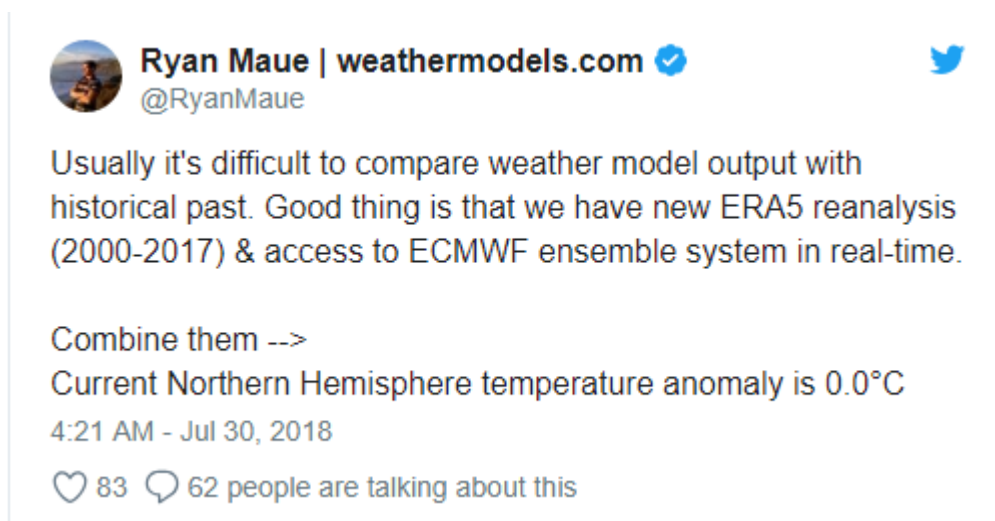 Ryan Maue | weathermodels.com
@RyanMaue
Usually it's difficult to compare weather model output with
historical past. Good thing is that we have new ERA5 reanalysis
(2000-2017) & access to ECMWF ensemble system in real-time.
Combine them -->
Current Northern Hemisphere temperature anomaly is 0.0°C
4:21 AM - Jul 30, 2018
83 62 people are talking about this